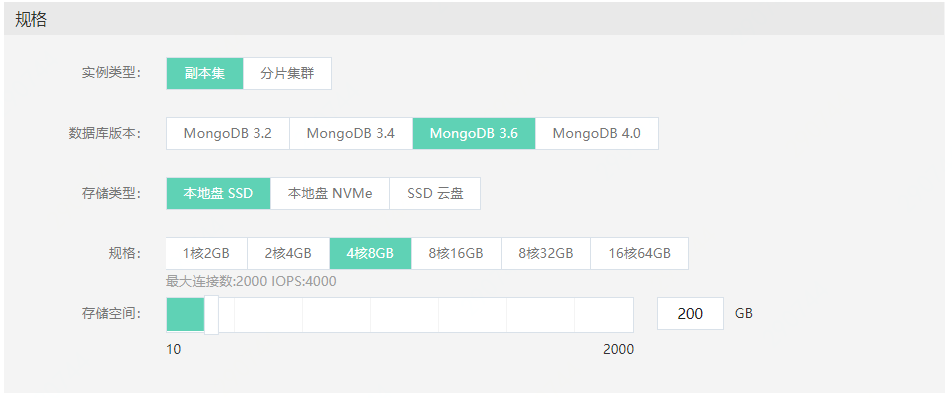 规格
实例类型: 副本集 分片集群
数据库版本: MongoDB 3.2 MongoDB 3.4 MongoDB 3.6 MongoDB 4.0
存储类型: 本地盘 SSD 本地盘 NVMe SSD 云盘
规格: 1核2GB 2核4GB 4核8GB 8核16GB 8核32GB 16核64GB
最大连接数:2000 IOPS:4000
存储空间: 200 GB
10 2000